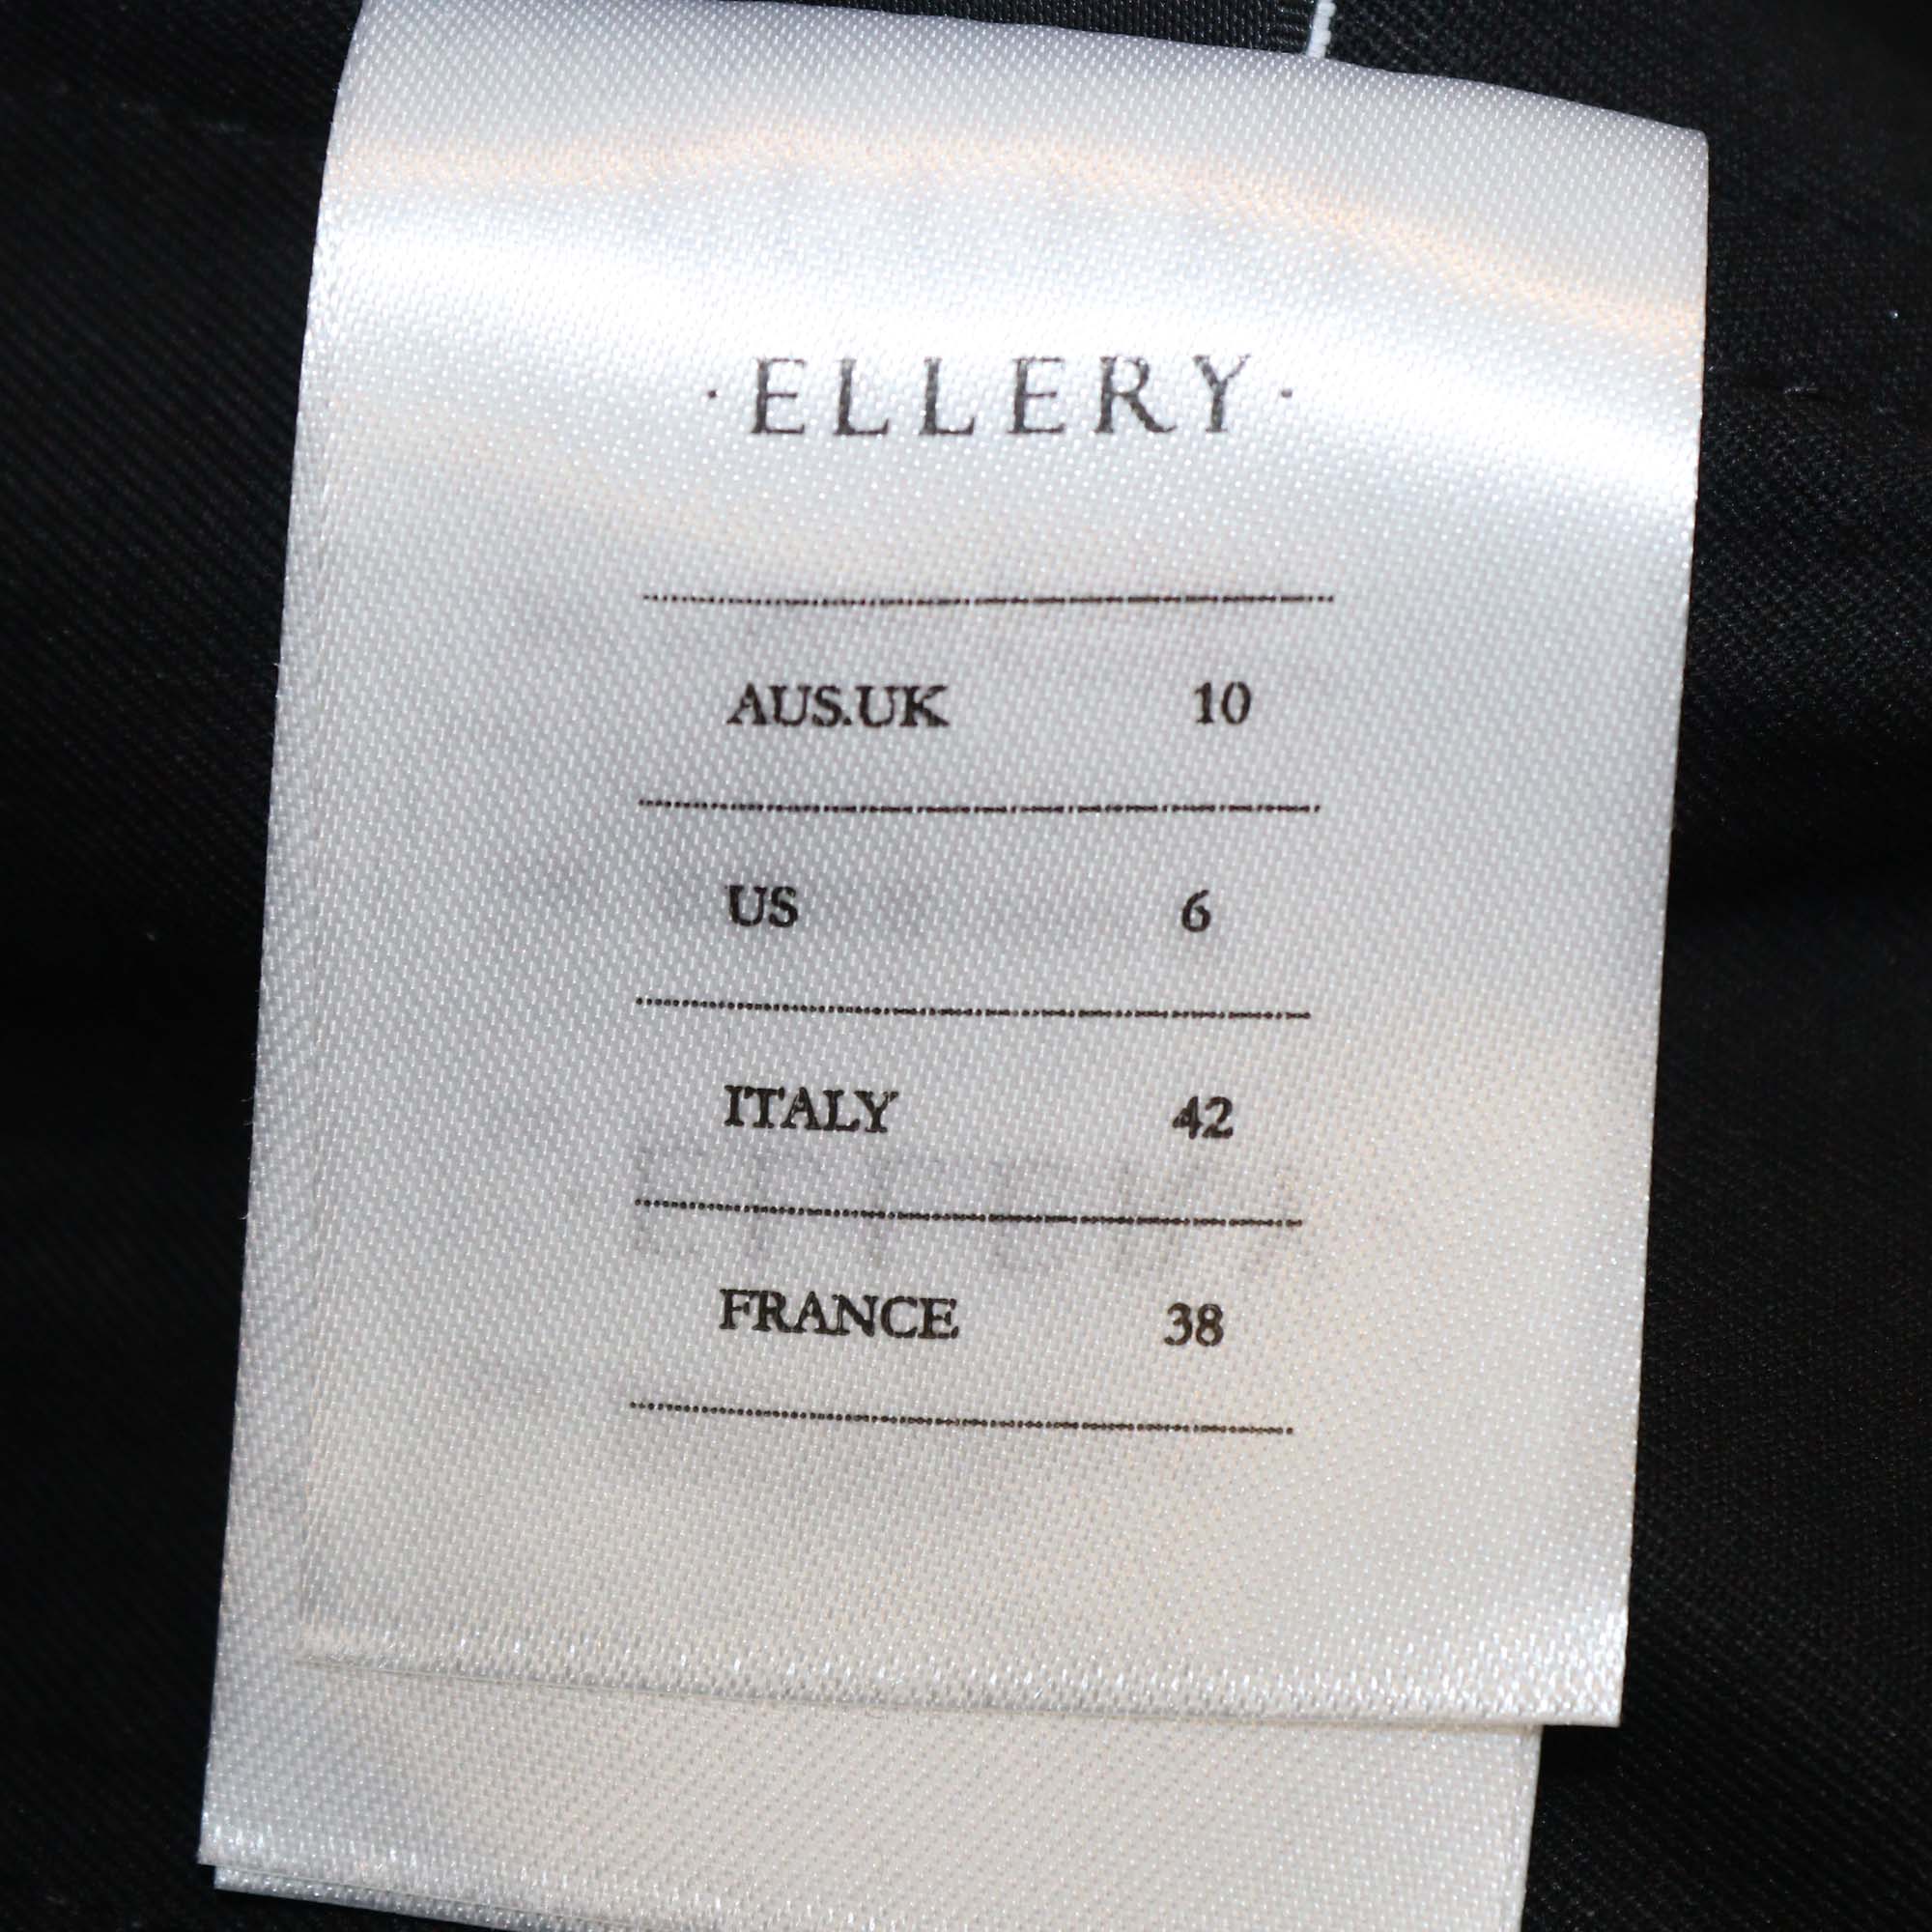 ·ELLERY·
AUS.UK 10
US 6
ITALY 42
FRANCE 38